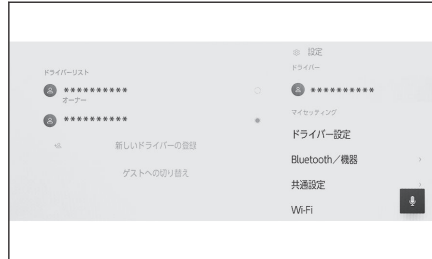 ドライバーリスト
**********
オーナー
**********
新しいドライバーの登録
ゲストへの切り替え
設定
ドライバー
**********
マイセッティング
ドライバー設定
Bluetooth／機器
共通設定
Wi-Fi